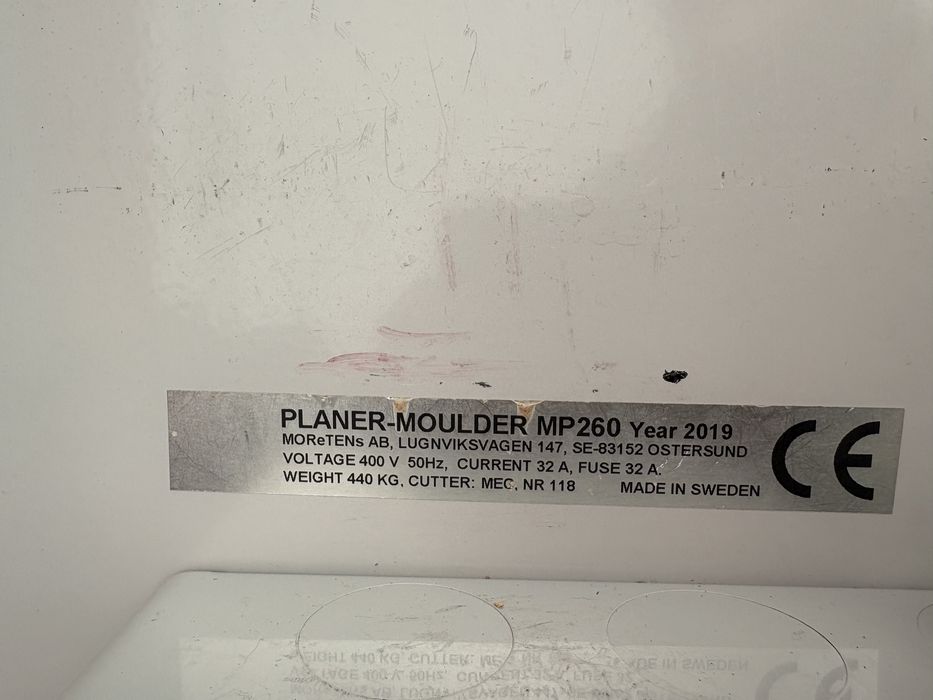 PLANER-MOULDER MP260 Year 2019
MOReTENs AB, LUGNVIKSVAGEN 147, SE-83152 OSTERSUND
VOLTAGE 400 V 50Hz, CURRENT 32 A, FUSE 32 A.
WEIGHT 440 KG, CUTTER: MEC, NR 118 MADE IN SWEDEN
CE